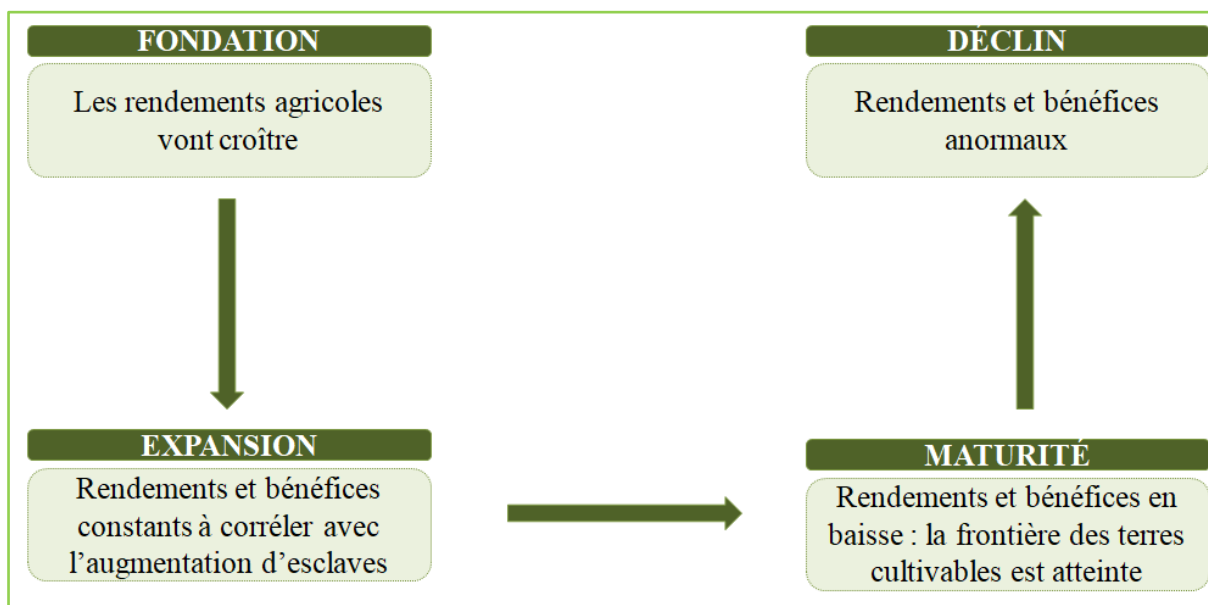 FONDATION
Les rendements agricoles
vont croître
EXPANSION
Rendements et bénéfices
constants à corréler avec
l’augmentation d’esclaves
MATURITÉ
Rendements et bénéfices en
baisse : la frontière des terres
cultivables est atteinte
DÉCLIN
Rendements et bénéfices
anormaux